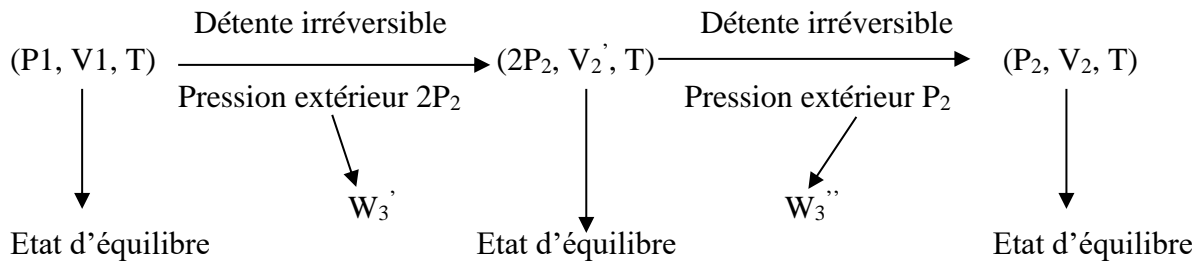 Détente irréversible Détente irréversible
(P1, V1, T) (2P₂, V₂’, T) (P₂, V₂, T)
Pression extérieur 2P₂ Pression extérieur P₂
W₃’ W₃’’
Etat d’équilibre Etat d’équilibre Etat d’équilibre